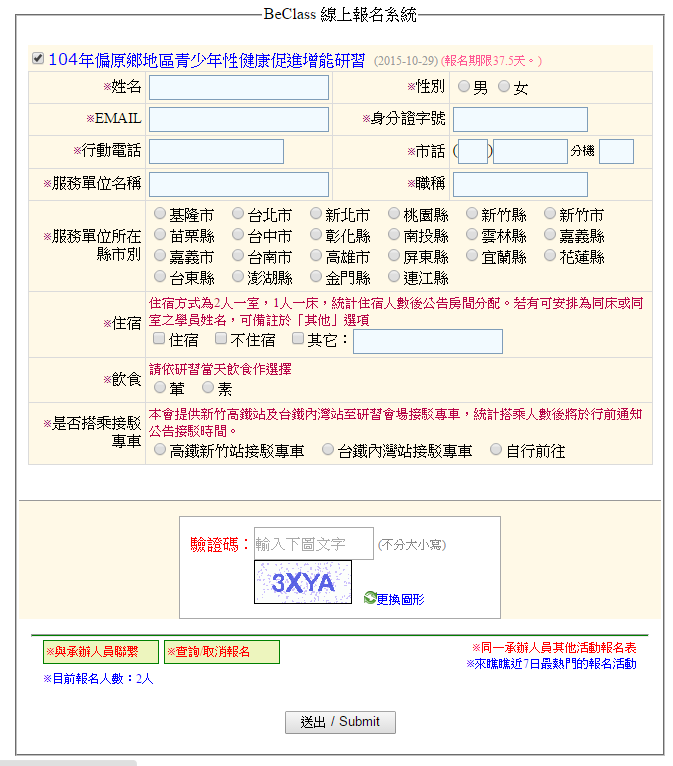 BeClass 線上報名系統
104年偏原鄉地區青少年性健康促進增能研習 (2015-10-29) (報名期限37.5天。)
※姓名 ※性別 男 女
※EMAIL ※身分證字號
※行動電話 ※市話 ( ) 分機
※服務單位名稱 ※職稱
※服務單位所在縣市別
基隆市 台北市 新北市 桃園縣 新竹縣 新竹市
苗栗縣 台中市 彰化縣 南投縣 雲林縣 嘉義縣
嘉義市 台南市 高雄市 屏東縣 宜蘭縣 花蓮縣
台東縣 澎湖縣 金門縣 連江縣
※住宿
住宿方式為2人一室，1人一床，統計住宿人數後公告房間分配。若有可安排為同床或同
室之學員姓名，可備註於「其他」選項
住宿 不住宿 其它：
※飲食
請依研習當天飲食作選擇
葷 素
※是否搭乘接駁
專車
本會提供新竹高鐵站及台鐵內灣站至研習會場接駁專車，統計搭乘人數後將於行前通知
公告接駁時間。
高鐵新竹站接駁專車 台鐵內灣站接駁專車 自行前往
驗證碼： 輸入下圖文字 (不分大小寫)
3XYA 更換圖形
※與承辦人員聯繫 ※查詢/取消報名 ※同一承辦人員其他活動報名表
※來瞧瞧近7日最熱門的報名活動
※目前報名人數：2人
送出 / Submit